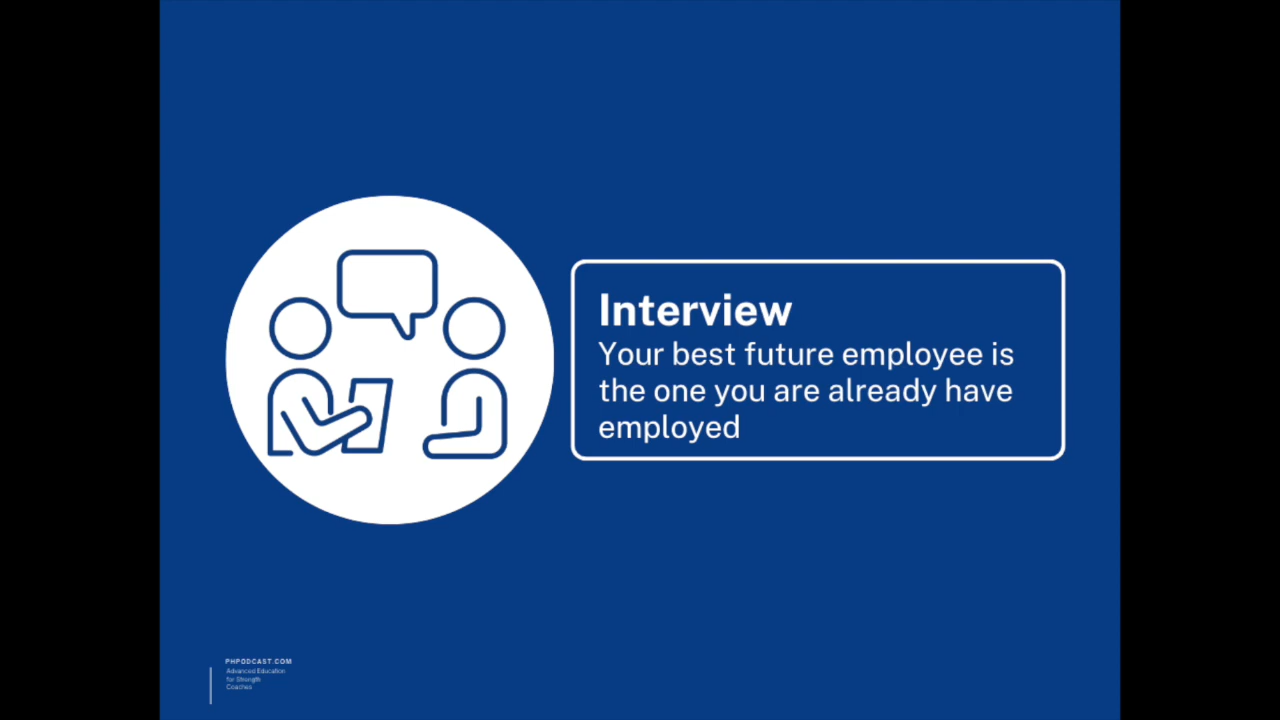 Interview
Your best future employee is
the one you are already have
employed
PHPODCAST.COM
Advanced Education
for Strength
Coaches